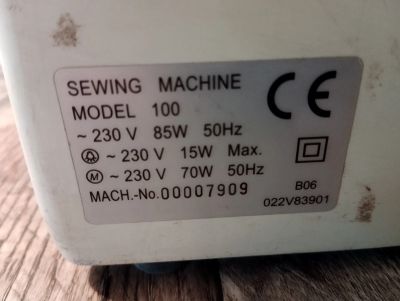 SEWING MACHINE
MODEL 100
~ 230 V 85W 50Hz
~ 230 V 15W Max.
M ~ 230 V 70W 50Hz
MACH.-No.00007909
CE
B06
022V83901